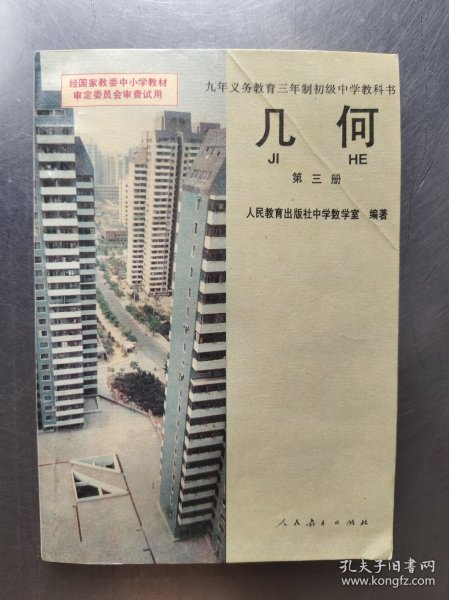 经国家教委中小学教材
审定委员会审查试用
九年义务教育三年制初级中学教科书
几何
JI HE
第三册
人民教育出版社中学数学室 编著
人民教育出版社
孔夫子旧书网
www.kongfz.com